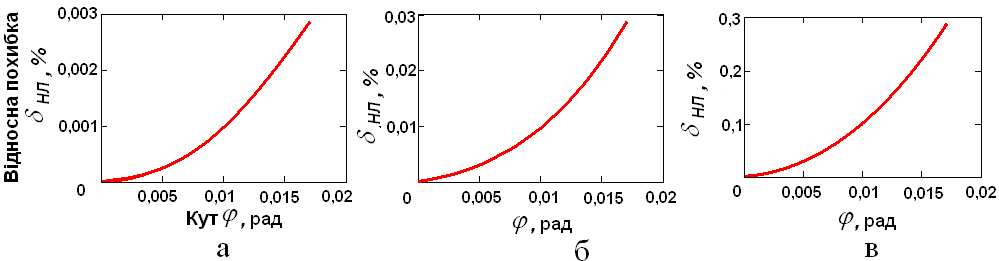 Відносна похибка
δ нл , %
0,003
0,002
0,001
0
0,005
0,01
0,015
0,02
Кут φ, рад
а
δ нл , %
0,03
0,02
0,01
0
0,005
0,01
0,015
0,02
φ, рад
б
δ нл , %
0,3
0,2
0,1
0
0,005
0,01
0,015
0,02
φ, рад
в